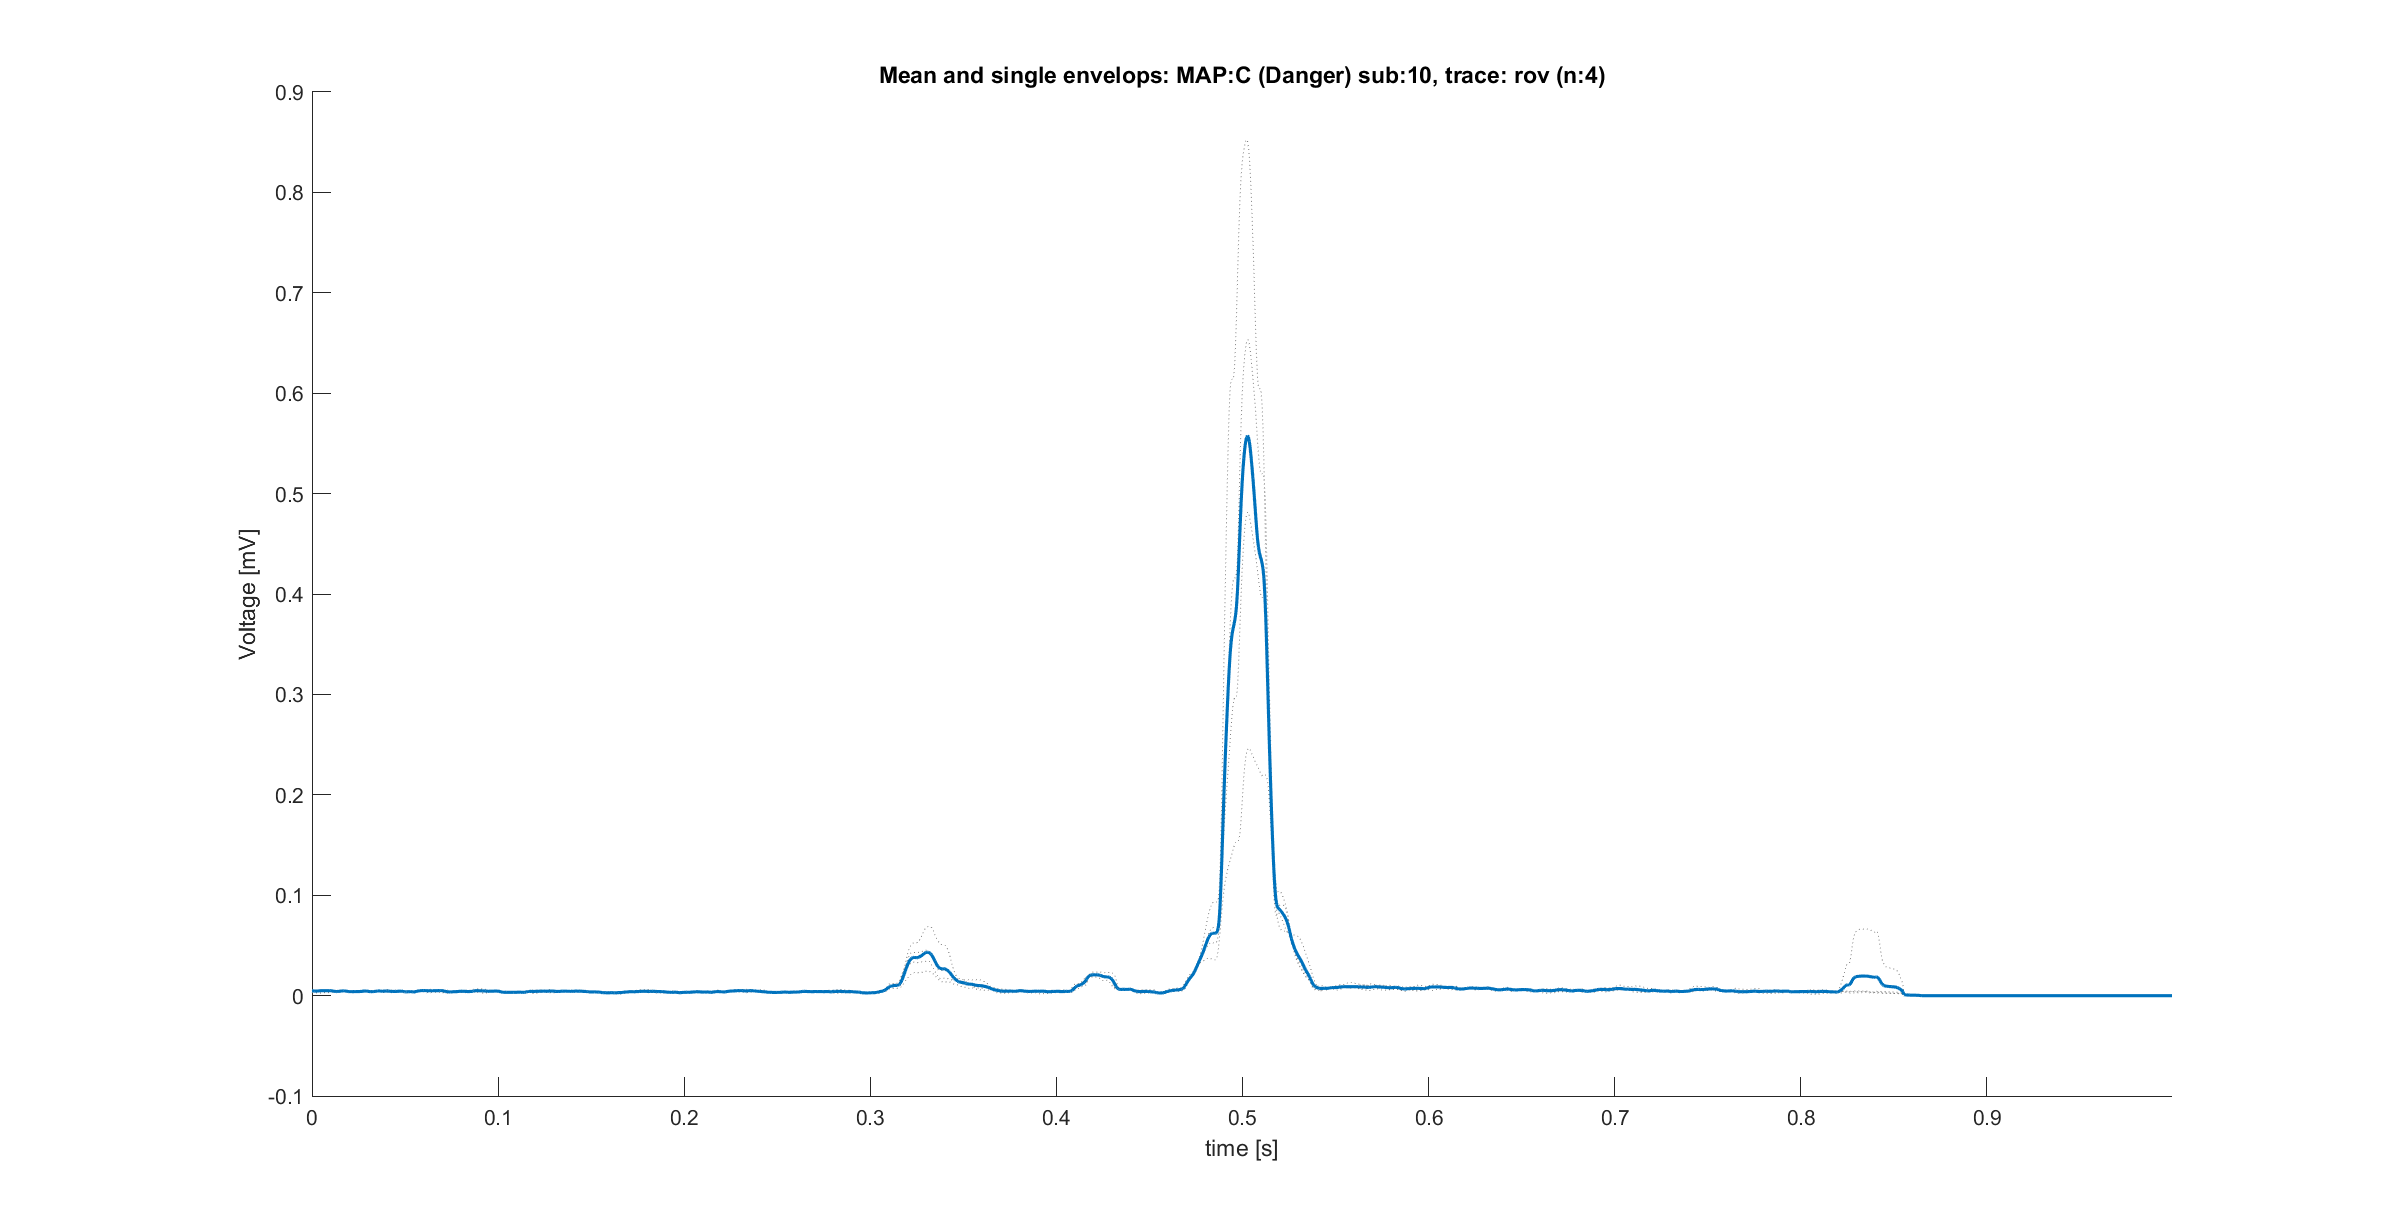 Mean and single envelops: MAP:C (Danger) sub:10, trace: rov (n:4)
0.9
0.8
0.7
0.6
0.5
0.4
0.3
0.2
0.1
0
-0.1
Voltage [mV]
0 0.1 0.2 0.3 0.4 0.5 0.6 0.7 0.8 0.9
time [s]